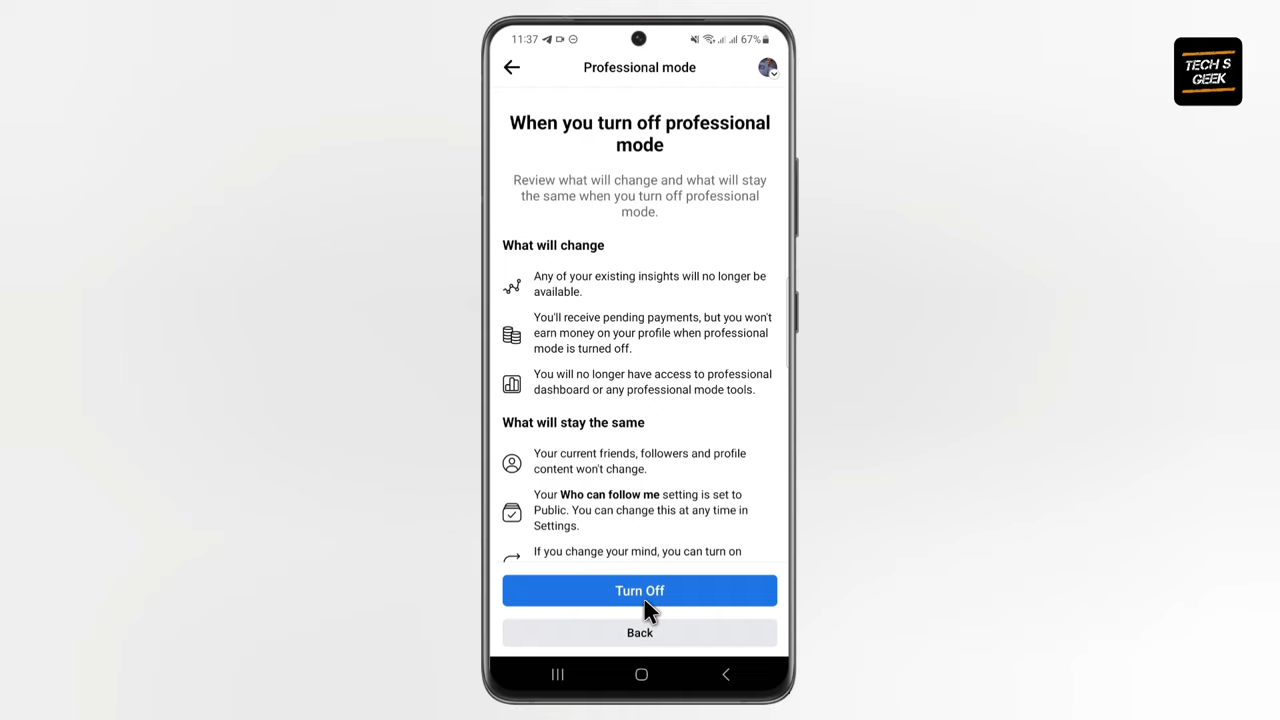 11:37
67%
TECH S
GEEK
Professional mode
When you turn off professional
mode
Review what will change and what will stay
the same when you turn off professional
mode.
What will change
Any of your existing insights will no longer be
available.
You'll receive pending payments, but you won't
earn money on your profile when professional
mode is turned off.
You will no longer have access to professional
dashboard or any professional mode tools.
What will stay the same
Your current friends, followers and profile
content won't change.
Your Who can follow me setting is set to
Public. You can change this at any time in
Settings.
If you change your mind, you can turn on
Turn Off
Back